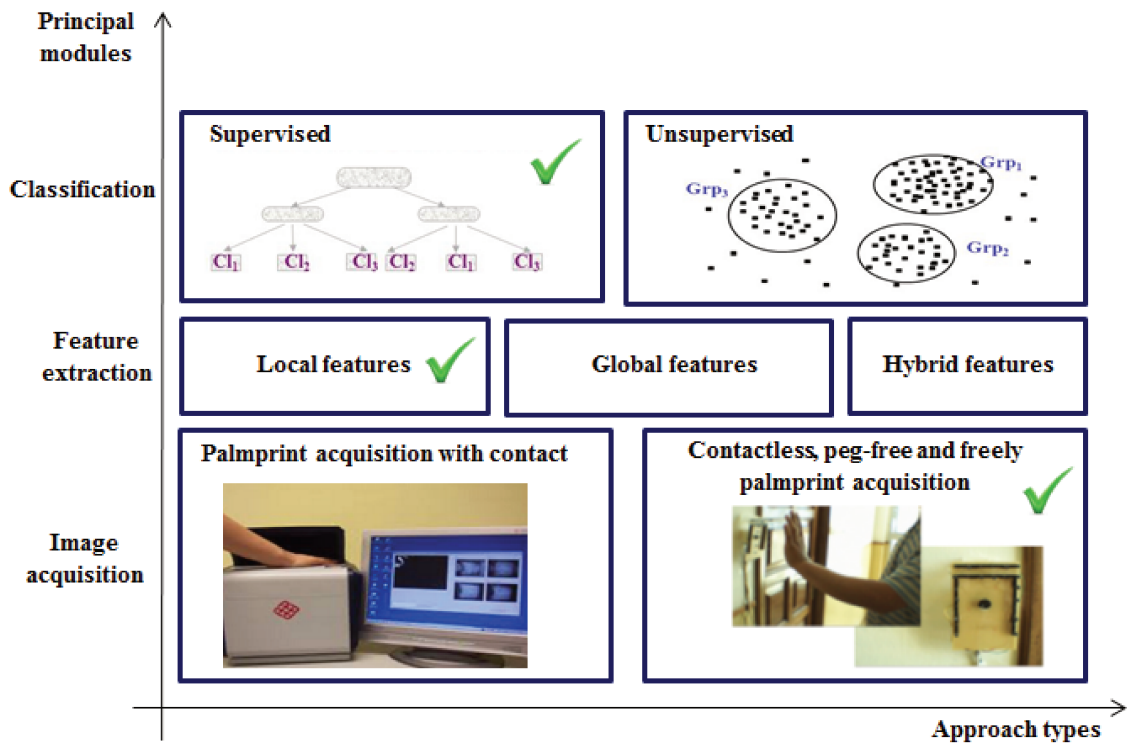 Principal
modules
Classification
Supervised
Cl1 Cl2 Cl3 Cl2 Cl1 Cl3
Unsupervised
Grp3
Grp1
Grp2
Feature
extraction
Local features
Global features
Hybrid features
Image
acquisition
Palmprint acquisition with contact
Contactless, peg-free and freely
palmprint acquisition
Approach types